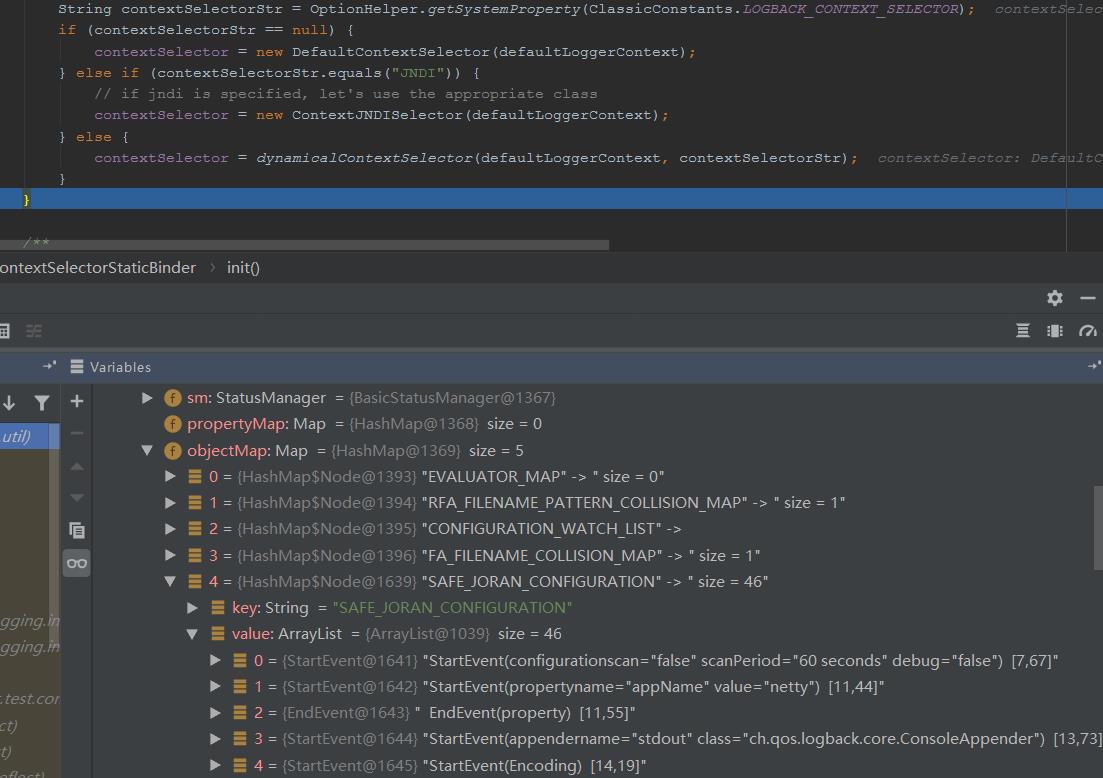 String contextSelectorStr = OptionHelper.getSystemProperty(ClassicConstants.LOGBACK_CONTEXT_SELECTOR); contextSelec
if (contextSelectorStr == null) {
contextSelector = new DefaultContextSelector(defaultLoggerContext);
} else if (contextSelectorStr.equals("JNDI")) {
// if jndi is specified, let's use the appropriate class
contextSelector = new ContextJNDISelector(defaultLoggerContext);
} else {
contextSelector = dynamicalContextSelector(defaultLoggerContext, contextSelectorStr); contextSelector: DefaultC
}
}
/**
ontextSelectorStaticBinder › init()
Variables
sm: StatusManager = {BasicStatusManager@1367}
propertyMap: Map = {HashMap@1368} size = 0
util)
objectMap: Map = {HashMap@1369} size = 5
0 = {HashMap$Node@1393} "EVALUATOR_MAP" -> " size = 0"
1 = {HashMap$Node@1394} "RFA_FILENAME_PATTERN_COLLISION_MAP" -> " size = 1"
2 = {HashMap$Node@1395} "CONFIGURATION_WATCH_LIST" ->
3 = {HashMap$Node@1396} "FA_FILENAME_COLLISION_MAP" -> " size = 1"
4 = {HashMap$Node@1639} "SAFE_JORAN_CONFIGURATION" -> " size = 46"
key: String = "SAFE_JORAN_CONFIGURATION"
gging.in
value: ArrayList = {ArrayList@1039} size = 46
gging.in
0 = {StartEvent@1641} "StartEvent(configurationscan="false" scanPeriod="60 seconds" debug="false") [7,67]"
1 = {StartEvent@1642} "StartEvent(propertyname="appName" value="netty") [11,44]"
.test.con
2 = {EndEvent@1643} " EndEvent(property) [11,55]"
ct)
3 = {StartEvent@1644} "StartEvent(appendername="stdout" class="ch.qos.logback.core.ConsoleAppender") [13,73]
t)
4 = {StartEvent@1645} "StartEvent(Encoding) [14,19]"
eflect)